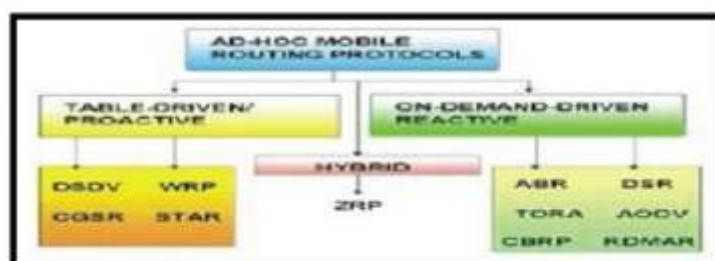 AD-HOC MOBILE
ROUTING PROTOCOLS
TABLE-DRIVEN/
PROACTIVE
ON-DEMAND-DRIVEN
REACTIVE
HYBRID
DSDV WRP
CGSR STAR
ZRP
ABR DSR
TORA AODV
CBRP RDMAR